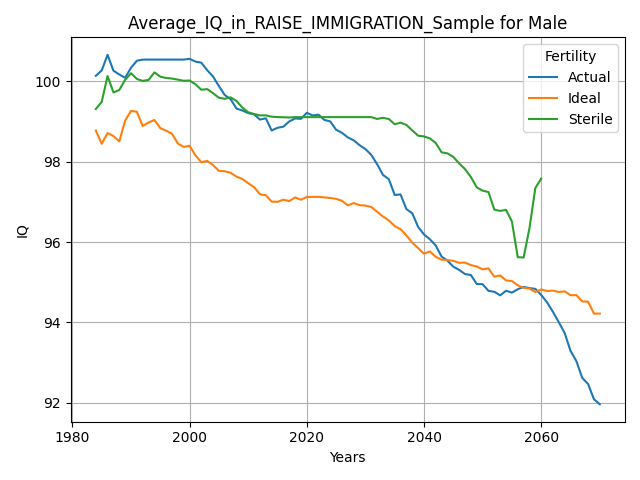 Average_IQ_in_RAISE_IMMIGRATION_Sample for Male
Fertility
Actual
Ideal
Sterile
IQ
100
98
96
94
92
1980
2000
2020
2040
2060
Years